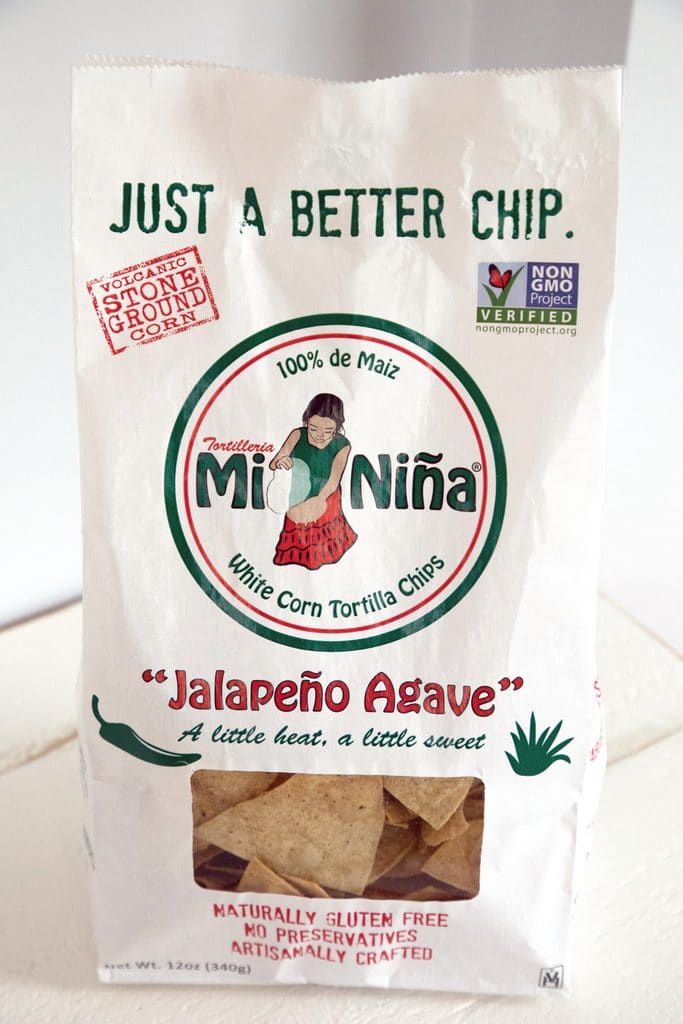 JUST A BETTER CHIP.
VOLCANIC
STONE
GROUND
CORN
NON
GMO
Project
VERIFIED
nongmoproject.org
100% de Maiz
Tortilleria
Mi Niña®
White Corn Tortilla Chips
“Jalapeño Agave”
A little heat, a little sweet
NATURALLY GLUTEN FREE
NO PRESERVATIVES
ARTISANALLY CRAFTED
Net Wt. 12oz (340g)